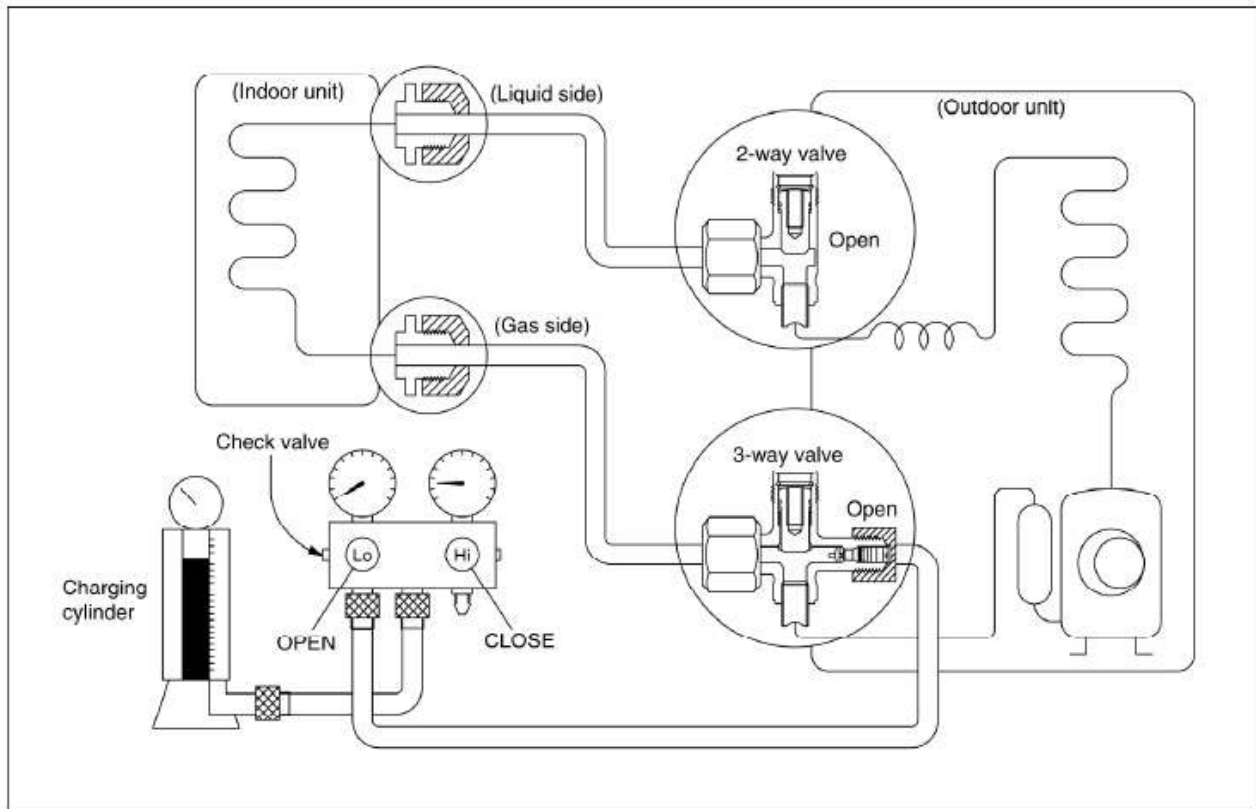 (Indoor unit)
(Liquid side)
(Outdoor unit)
2-way valve
Open
(Gas side)
Check valve
3-way valve
Open
Lo
Hi
Charging
cylinder
OPEN
CLOSE